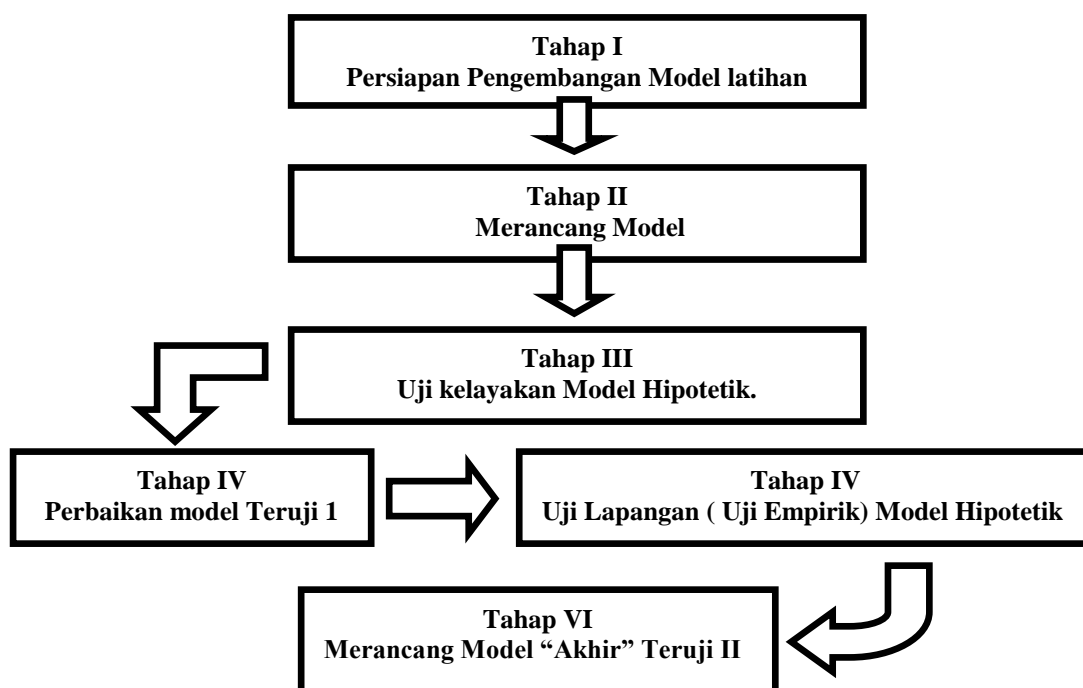 Tahap I
Persiapan Pengembangan Model latihan
Tahap II
Merancang Model
Tahap III
Uji kelayakan Model Hipotetik.
Tahap IV
Perbaikan model Teruji 1
Tahap IV
Uji Lapangan ( Uji Empirik) Model Hipotetik
Tahap VI
Merancang Model “Akhir” Teruji II